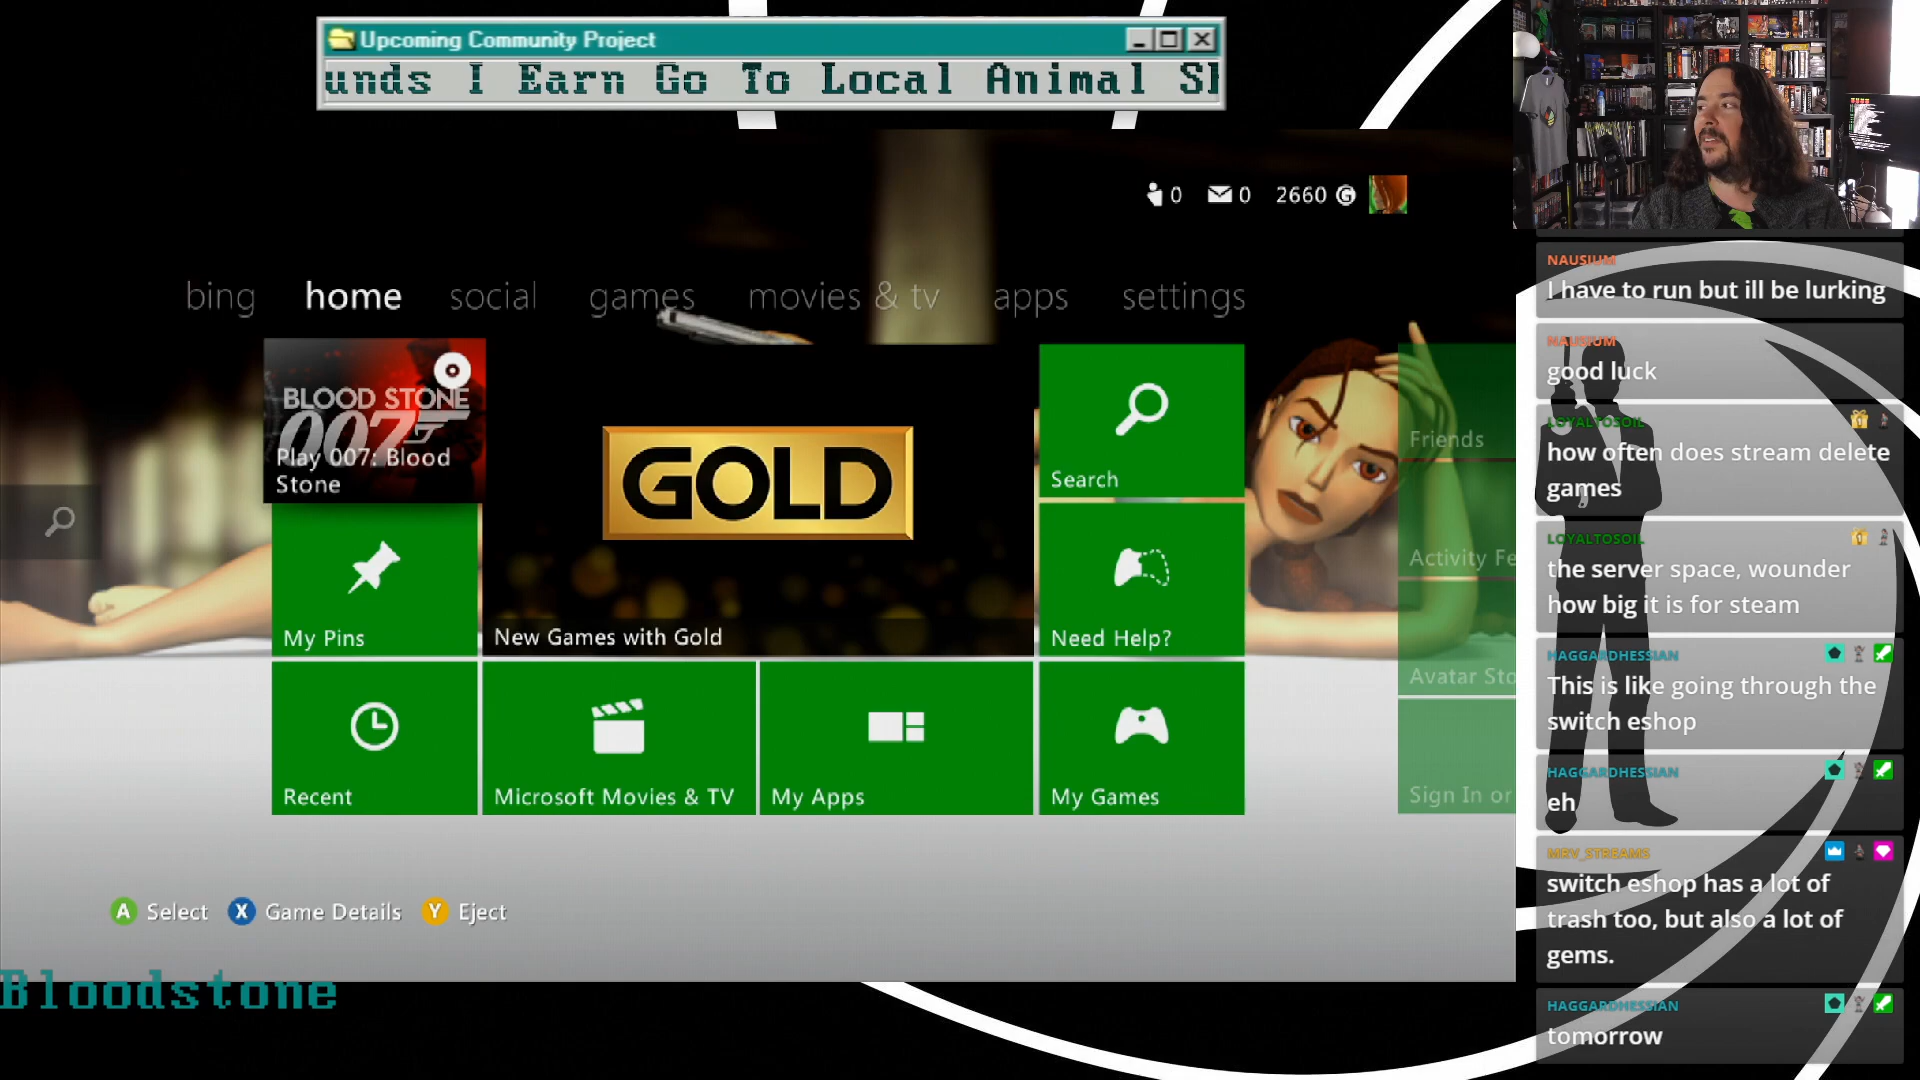 Upcoming Community Project
unds I Earn Go To Local Animal
0 0 2660 G
bing home social games movies & tv apps settings
BLOOD STONE
007
Play 007: Blood
Stone
GOLD
Search
Friends
My Pins
New Games with Gold
Need Help?
Activity Fe
Avatar Sto
Recent
Microsoft Movies & TV
My Apps
My Games
Sign In or
A Select X Game Details Y Eject
Bloodstone
NAUSIUM
I have to run but ill be lurking
NAUSIUM
good luck
LOYALTOSOIL
how often does stream delete
games
LOYALTOSOIL
the server space, wounder
how big it is for steam
HAGGARDHESSIAN
This is like going through the
switch eshop
HAGGARDHESSIAN
eh
MRV_STREAMS
switch eshop has a lot of
trash too, but also a lot of
gems.
HAGGARDHESSIAN
tomorrow